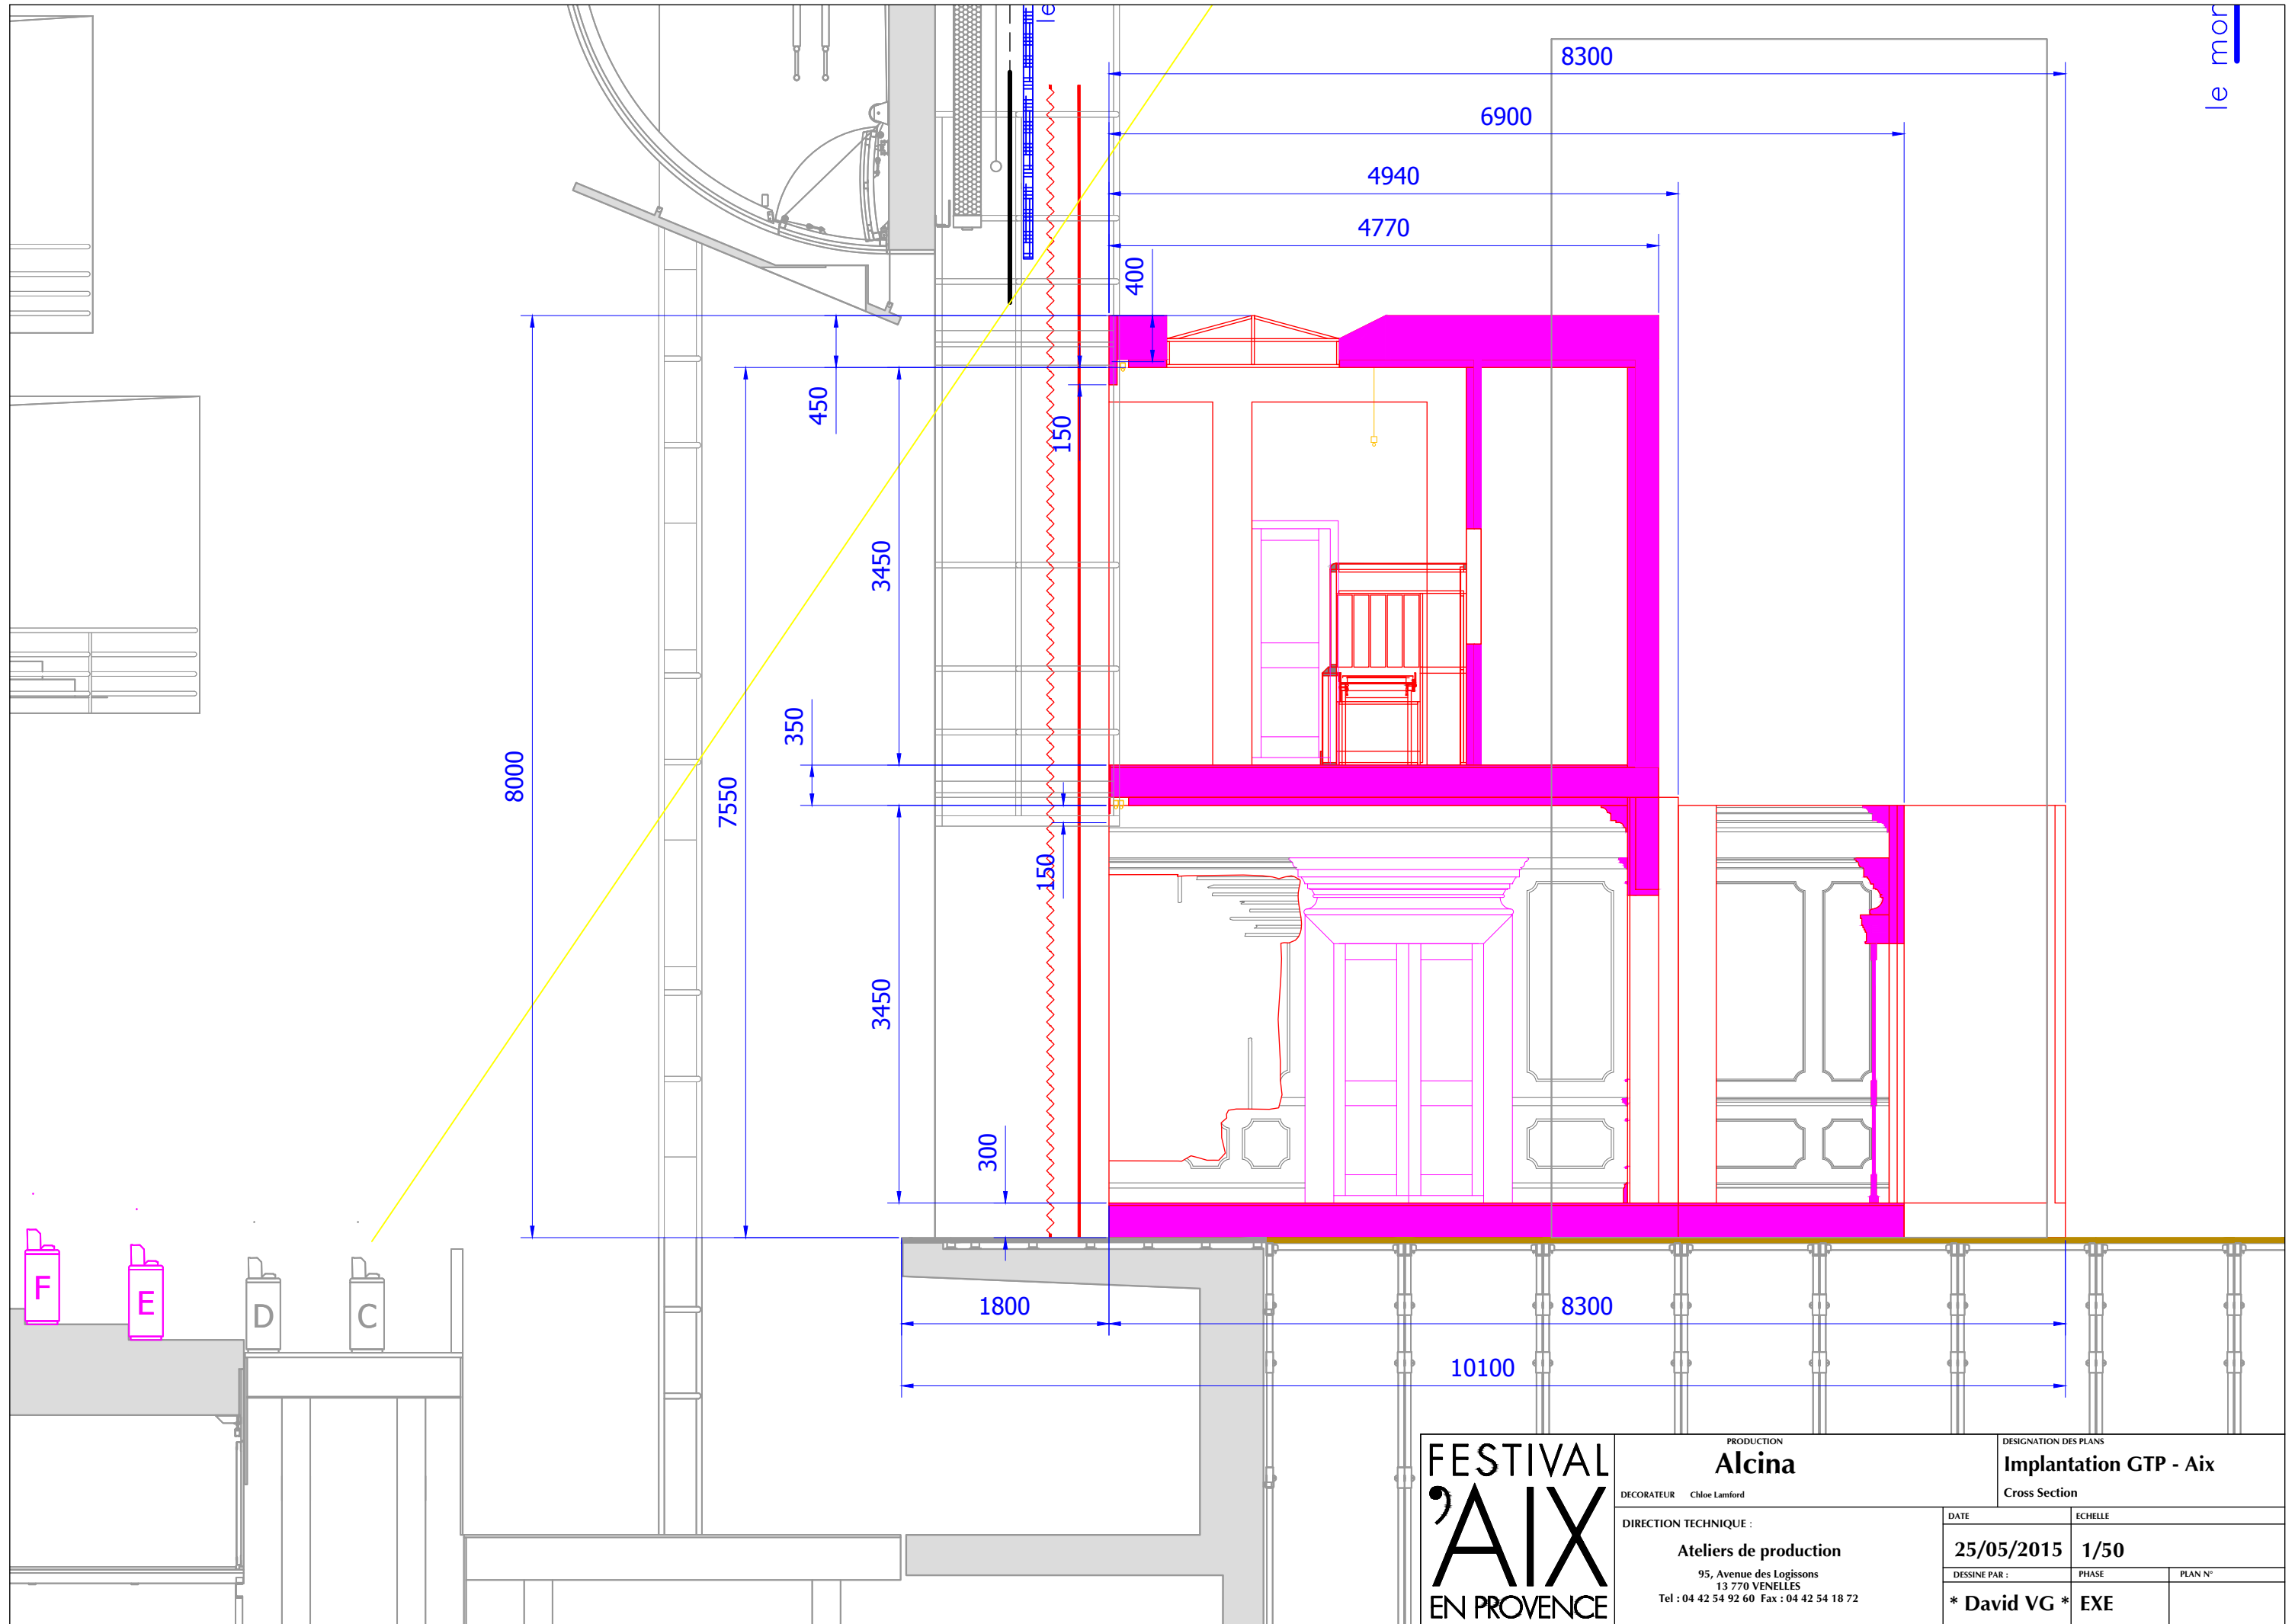 le
le mor
8300
6900
4940
4770
400
450
150
3450
350
8000
7550
150
3450
300
F
E
D
C
1800
8300
10100
FESTIVAL
'AIX
EN PROVENCE
PRODUCTION
Alcina
DECORATEUR Chloe Lamford
DESIGNATION DES PLANS
Implantation GTP - Aix
Cross Section
DIRECTION TECHNIQUE :
Ateliers de production
95, Avenue des Logissons
13 770 VENELLES
Tel : 04 42 54 92 60 Fax : 04 42 54 18 72
DATE
25/05/2015
ECHELLE
1/50
DESSINE PAR :
* David VG *
PHASE
EXE
PLAN N°